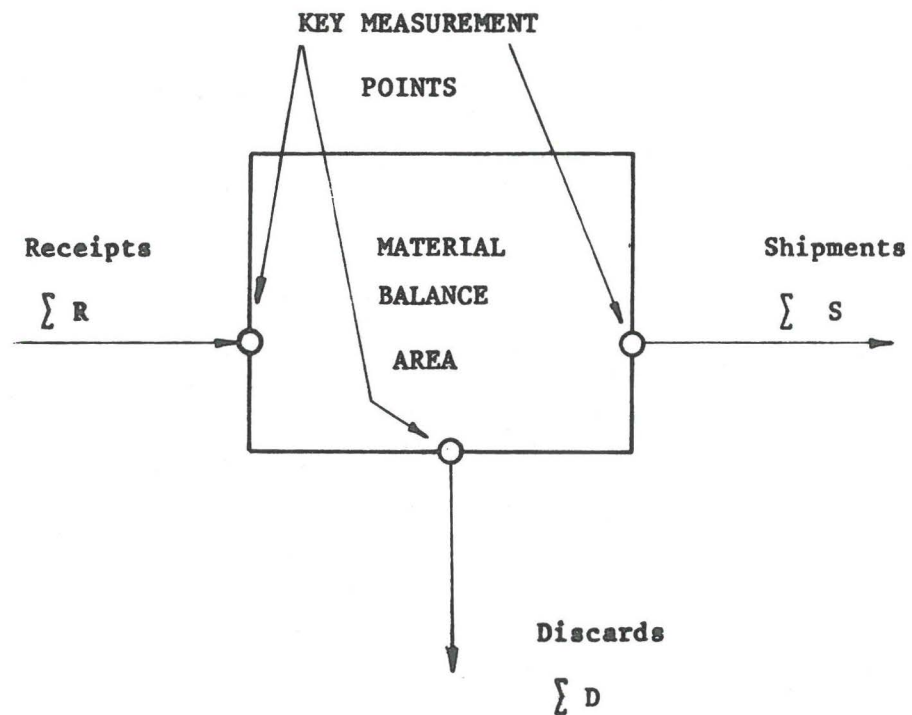 KEY MEASUREMENT
POINTS
Receipts
∑ R
MATERIAL
BALANCE
AREA
Shipments
∑ S
Discards
∑ D